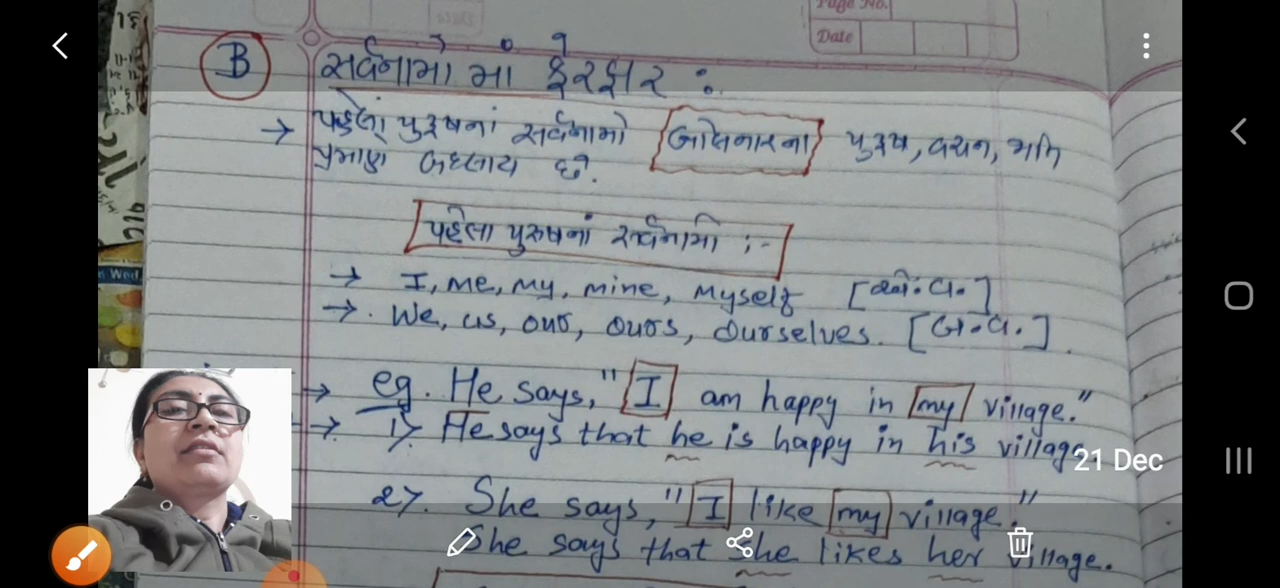 Page No.
Date
B સર્વનામો માં ફેરફાર :
→ પહેલાં પુરૂષનાં સર્વનામો બોલનારના પુરૂષ, વચન, જાતિ
પ્રમાણે બદલાય છે.
પહેલા પુરુષનાં સર્વનામો :-
→ I, me, my, mine, myself [એ.વ.]
→ We, us, our, ours, Ourselves. [બ.વ.]
→ eg. He says, "I am happy in my village."
→ 1> He says that he is happy in his village.
21 Dec
2>. She says, "I like my village."
She says that she likes her village.